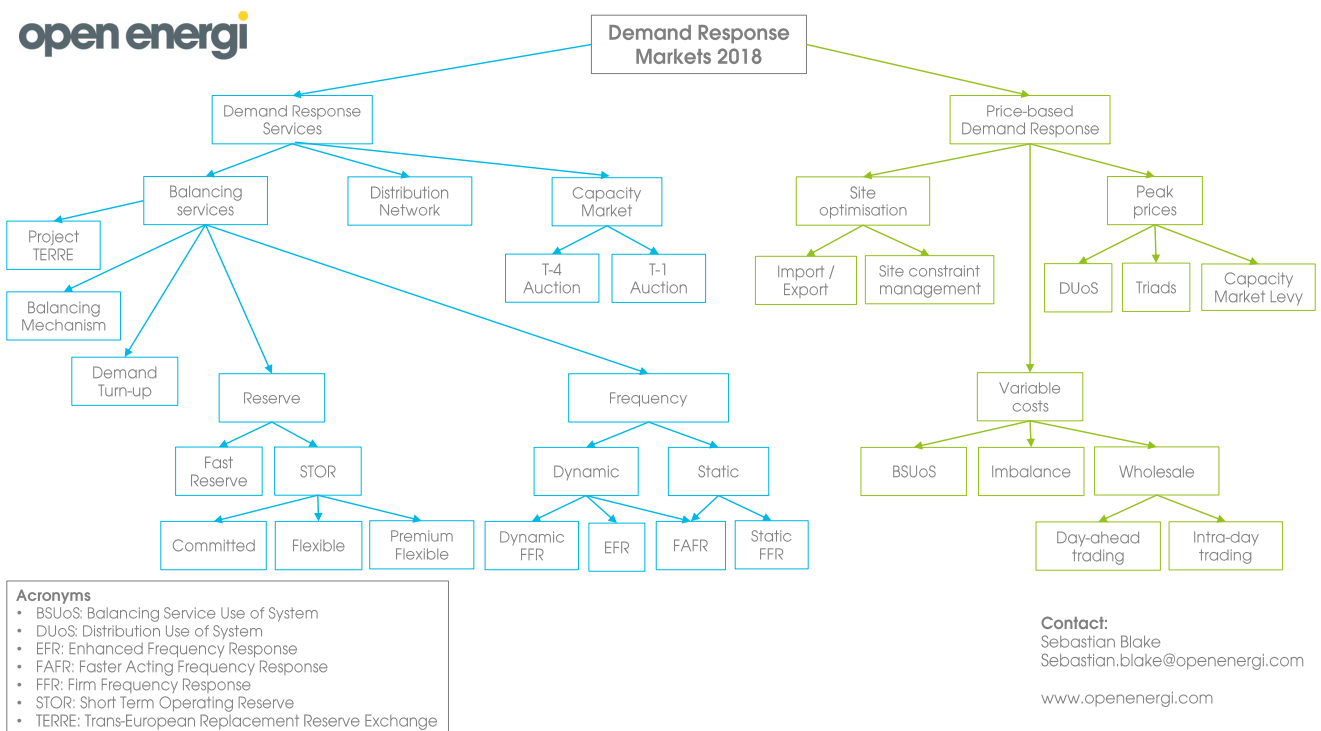 open energi
Demand Response
Markets 2018
Demand Response
Services
Price-based
Demand Response
Balancing
services
Distribution
Network
Capacity
Market
Site
optimisation
Peak
prices
Project
TERRE
T-4
Auction
T-1
Auction
Import /
Export
Site constraint
management
DUoS
Triads
Capacity
Market Levy
Balancing
Mechanism
Demand
Turn-up
Reserve
Frequency
Variable
costs
Fast
Reserve
STOR
Dynamic
Static
BSUoS
Imbalance
Wholesale
Committed
Flexible
Premium
Flexible
Dynamic
FFR
EFR
FAFR
Static
FFR
Day-ahead
trading
Intra-day
trading
Acronyms
• BSUoS: Balancing Service Use of System
• DUoS: Distribution Use of System
• EFR: Enhanced Frequency Response
• FAFR: Faster Acting Frequency Response
• FFR: Firm Frequency Response
• STOR: Short Term Operating Reserve
• TERRE: Trans-European Replacement Reserve Exchange
Contact:
Sebastian Blake
Sebastian.blake@openenergi.com
www.openenergi.com